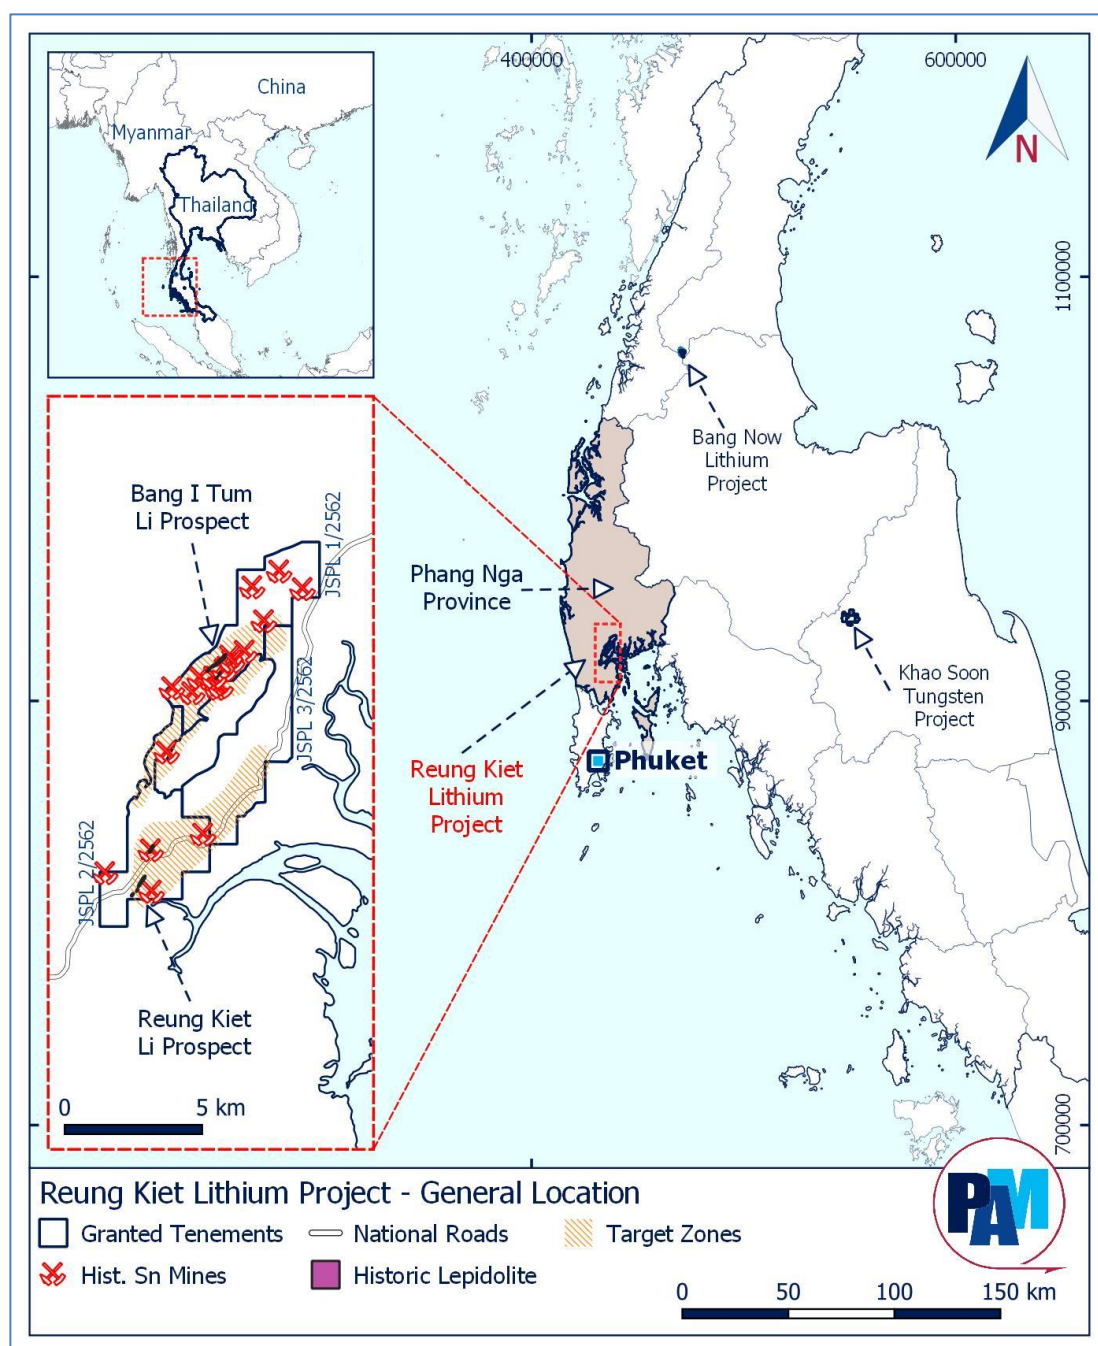 400000
600000
China
Myanmar
Thailand
N
1100000
Bang Now
Lithium
Project
Bang I Tum
Li Prospect
JSPL 1/2562
Phang Nga
Province
JSPL 3/2562
Khao Soon
Tungsten
Project
900000
Reung Kiet
Lithium
Project
Phuket
JSPL 2/2562
Reung Kiet
Li Prospect
0 5 km
700000
Reung Kiet Lithium Project - General Location
Granted Tenements
National Roads
Target Zones
Hist. Sn Mines
Historic Lepidolite
PAM
0 50 100 150 km